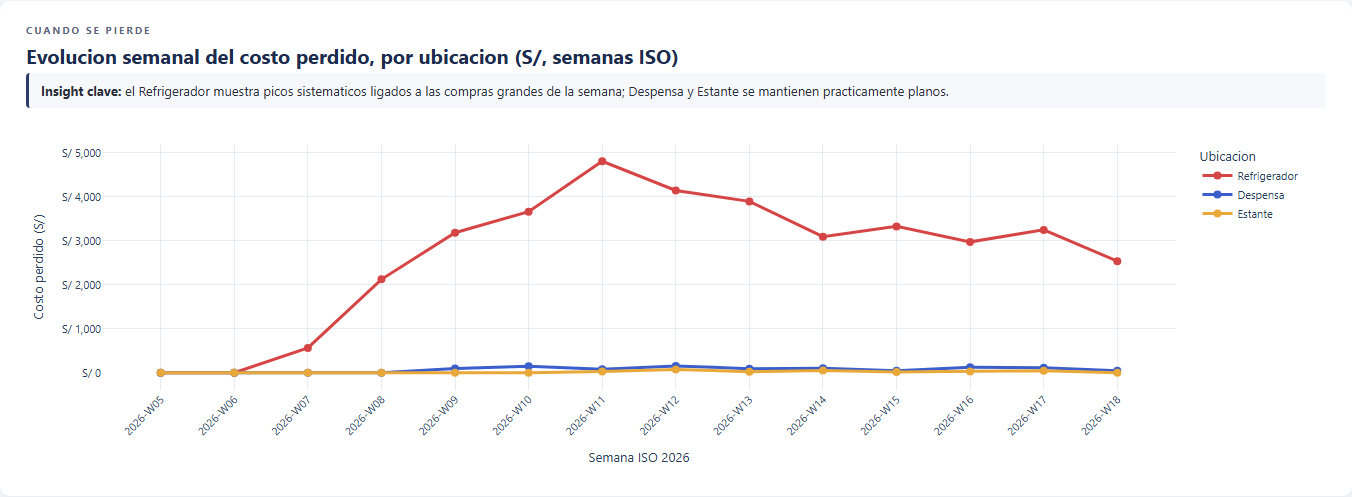 CUANDO SE PIERDE
Evolucion semanal del costo perdido, por ubicacion (S/, semanas ISO)
Insight clave: el Refrigerador muestra picos sistematicos ligados a las compras grandes de la semana; Despensa y Estante se mantienen practicamente planos.
Ubicacion
Refrigerador
Despensa
Estante
Costo perdido (S/)
S/ 5,000
S/ 4,000
S/ 3,000
S/ 2,000
S/ 1,000
S/ 0
2026-W05
2026-W06
2026-W07
2026-W08
2026-W09
2026-W10
2026-W11
2026-W12
2026-W13
2026-W14
2026-W15
2026-W16
2026-W17
2026-W18
Semana ISO 2026